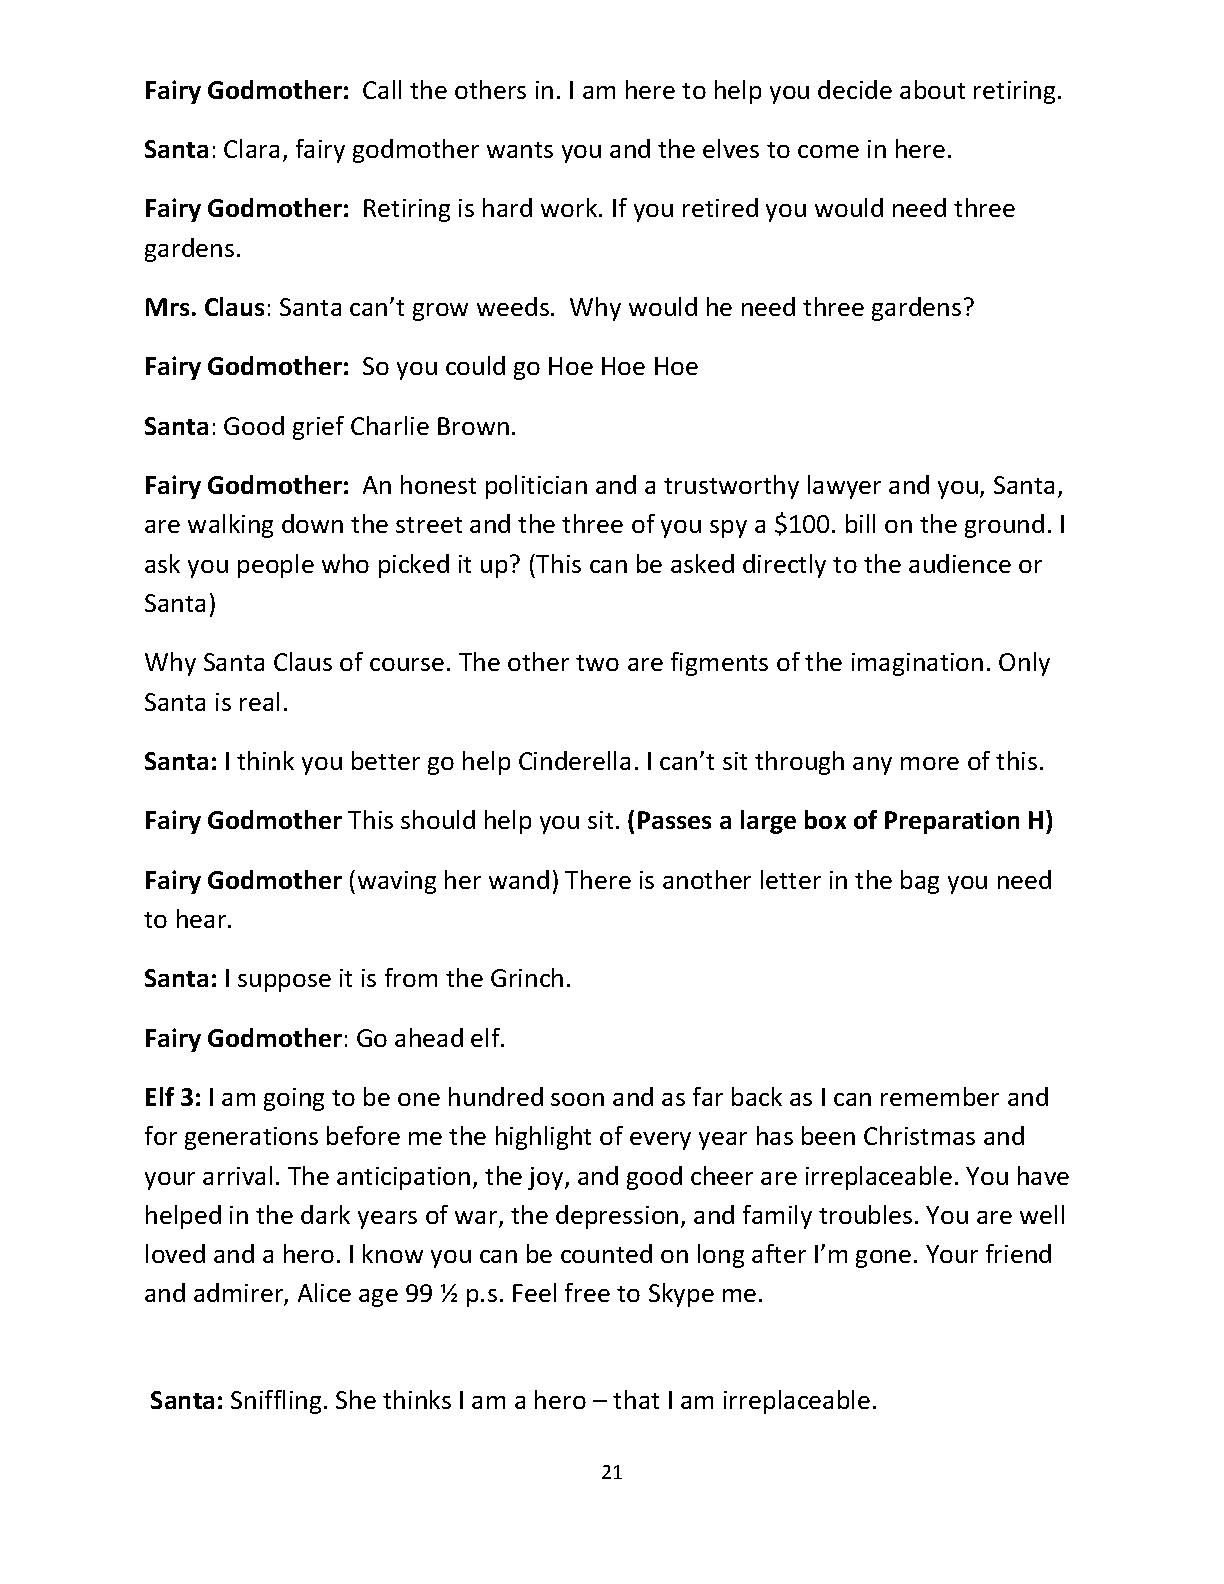 Fairy Godmother:  Call the others in. I am here to help you decide about retiring.
Santa: Clara, fairy godmother wants you and the elves to come in here.
Fairy Godmother:  Retiring is hard work. If you retired you would need three
gardens.
Mrs. Claus: Santa can’t grow weeds.  Why would he need three gardens?
Fairy Godmother:  So you could go Hoe Hoe Hoe
Santa: Good grief Charlie Brown.
Fairy Godmother:  An honest politician and a trustworthy lawyer and you, Santa,
are walking down the street and the three of you spy a $100. bill on the ground. I
ask you people who picked it up? (This can be asked directly to the audience or
Santa)
Why Santa Claus of course. The other two are figments of the imagination. Only
Santa is real.
Santa: I think you better go help Cinderella. I can’t sit through any more of this.
Fairy Godmother This should help you sit. (Passes a large box of Preparation H)
Fairy Godmother (waving her wand) There is another letter in the bag you need
to hear.
Santa: I suppose it is from the Grinch.
Fairy Godmother: Go ahead elf.
Elf 3: I am going to be one hundred soon and as far back as I can remember and
for generations before me the highlight of every year has been Christmas and
your arrival. The anticipation, the joy, and good cheer are irreplaceable. You have
helped in the dark years of war, the depression, and family troubles. You are well
loved and a hero. I know you can be counted on long after I’m gone. Your friend
and admirer, Alice age 99 ½ p.s. Feel free to Skype me.
Santa: Sniffling. She thinks I am a hero – that I am irreplaceable.
21